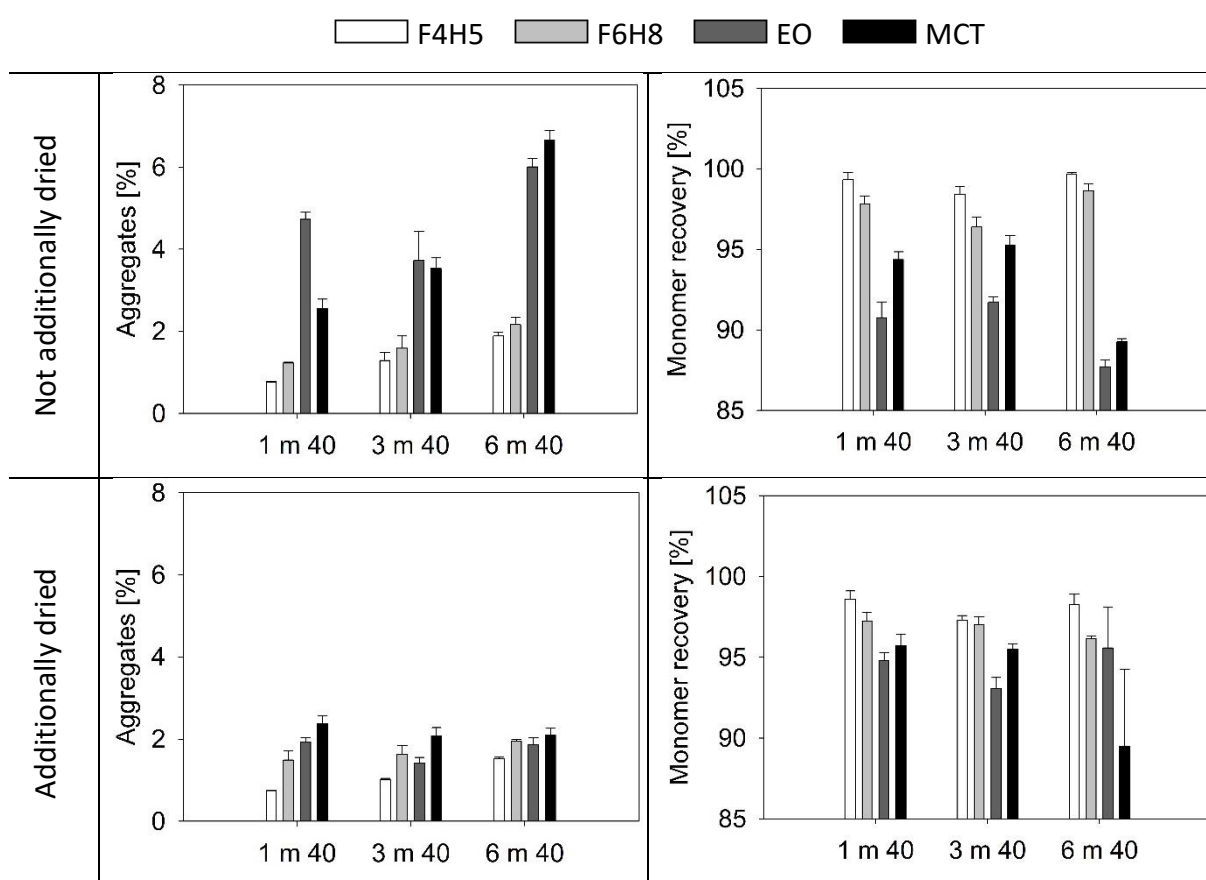 F4H5 F6H8 EO MCT
Not additionally dried
Aggregates [%]
8
6
4
2
0
1 m 40 3 m 40 6 m 40
Monomer recovery [%]
105
100
95
90
85
1 m 40 3 m 40 6 m 40
Additionally dried
Aggregates [%]
8
6
4
2
0
1 m 40 3 m 40 6 m 40
Monomer recovery [%]
105
100
95
90
85
1 m 40 3 m 40 6 m 40